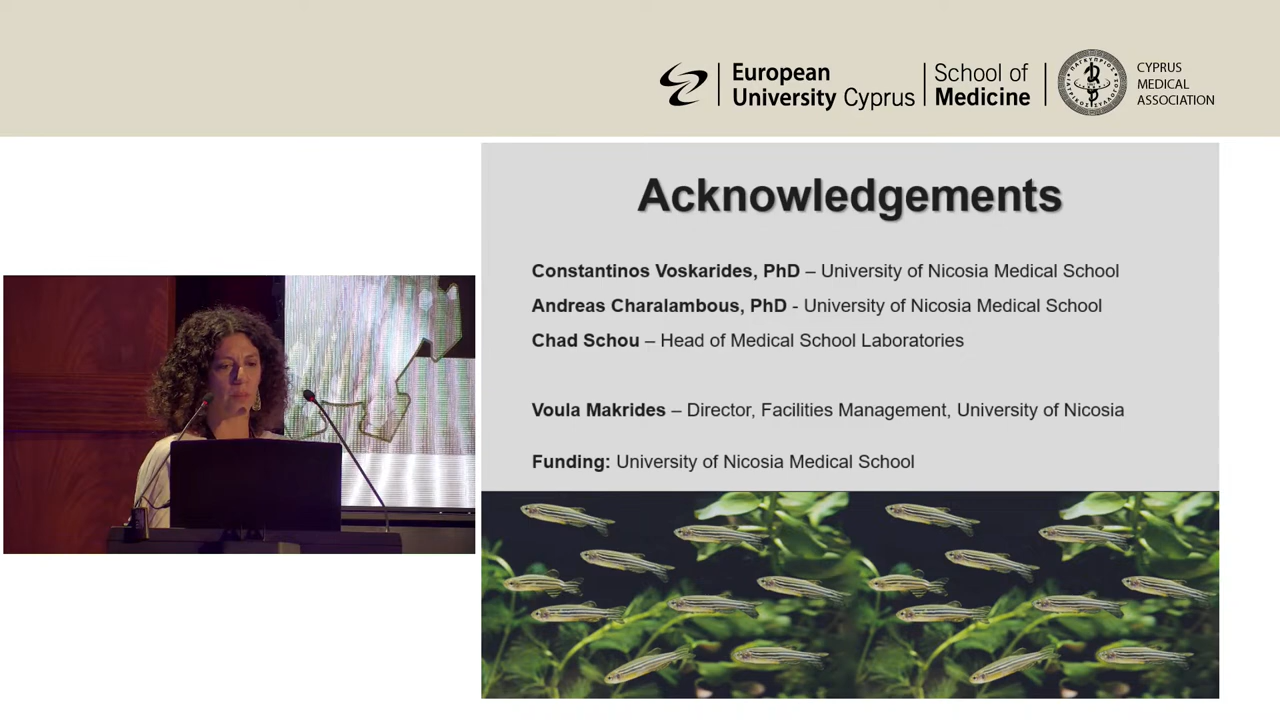 European
University Cyprus
School of
Medicine
CYPRUS
MEDICAL
ASSOCIATION
Acknowledgements
Constantinos Voskarides, PhD – University of Nicosia Medical School
Andreas Charalambous, PhD - University of Nicosia Medical School
Chad Schou – Head of Medical School Laboratories
Voula Makrides – Director, Facilities Management, University of Nicosia
Funding: University of Nicosia Medical School